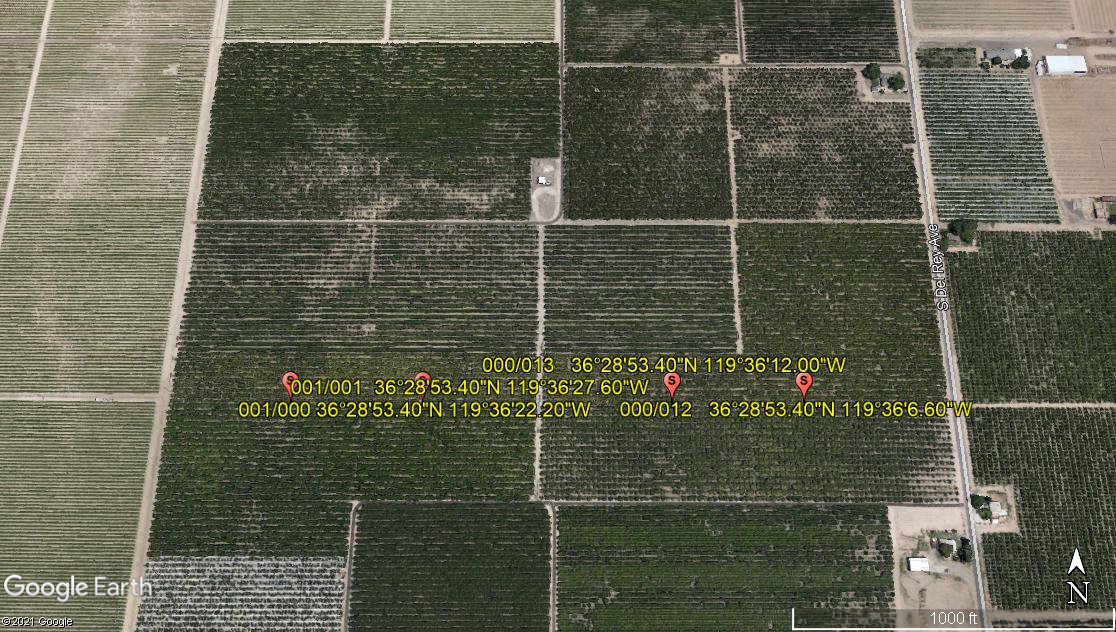 S Del Rey Ave
000/013 36°28'53.40"N 119°36'12.00"W
001/001 36°28'53.40"N 119°36'27.60"W
001/000 36°28'53.40"N 119°36'22.20"W
000/012 36°28'53.40"N 119°36'6.60"W
S
S
S
S
N
Google Earth
©2021 Google
1000 ft